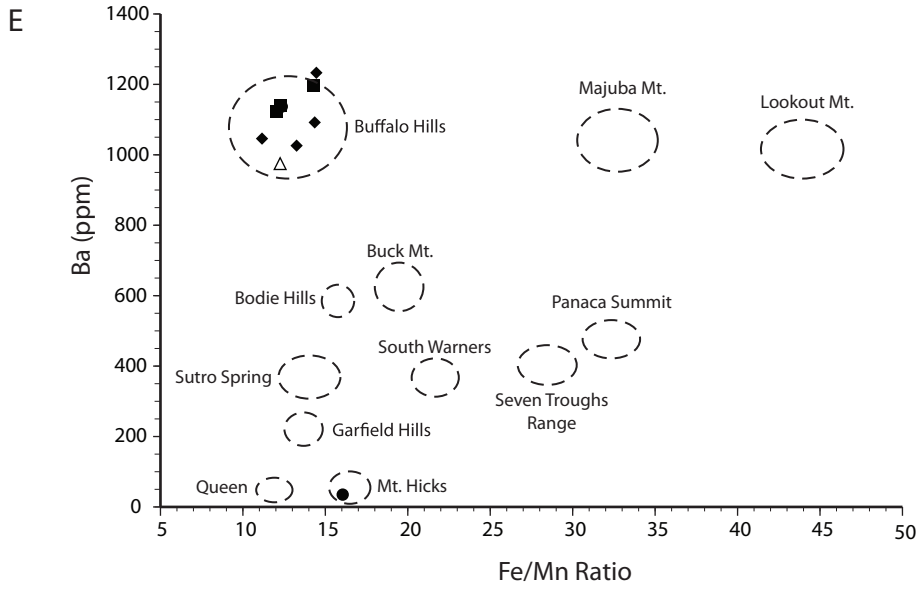 E
1400
1200
1000
800
600
400
200
0
Ba (ppm)
Buffalo Hills
Majuba Mt.
Lookout Mt.
Buck Mt.
Bodie Hills
Panaca Summit
South Warners
Sutro Spring
Seven Troughs
Range
Garfield Hills
Queen
Mt. Hicks
5 10 15 20 25 30 35 40 45 50
Fe/Mn Ratio